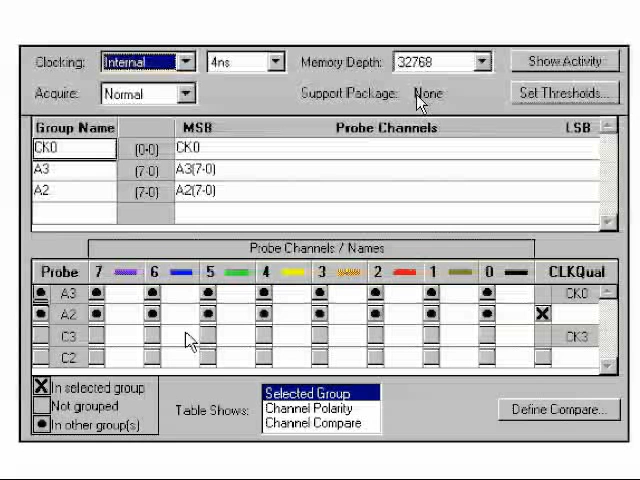 Clocking: Internal 4ns Memory Depth: 32768 Show Activity
Acquire: Normal Support Package: None Set Thresholds...
Group Name MSB Probe Channels LSB
CK0 (0-0) CK0
A3 (7-0) A3(7-0)
A2 (7-0) A2(7-0)
Probe Channels / Names
Probe 7 6 5 4 3 2 1 0 CLKQual
A3 CK0
A2
C3 CK3
C2
In selected group
Not grouped
In other group(s)
Table Shows:
Selected Group
Channel Polarity
Channel Compare
Define Compare...